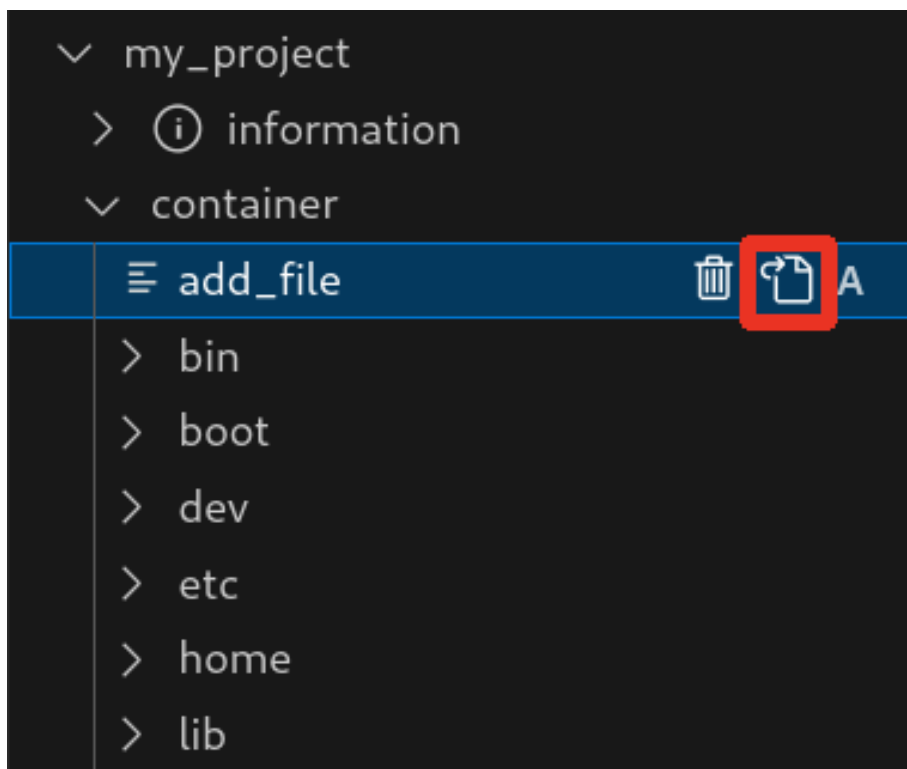 my_project
information
container
add_file A
bin
boot
dev
etc
home
lib